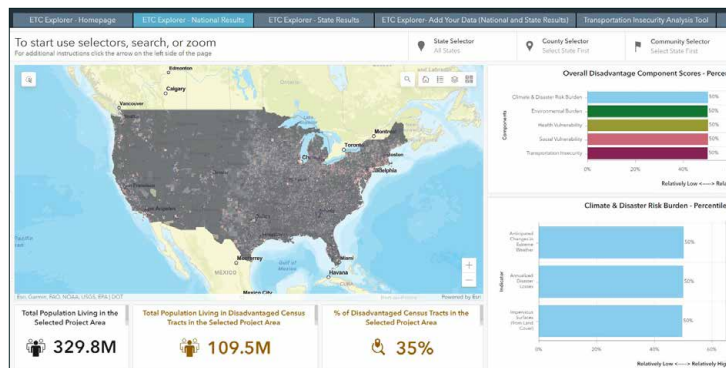 ETC Explorer - Homepage
ETC Explorer - National Results
ETC Explorer - State Results
ETC Explorer- Add Your Data (National and State Results)
Transportation Insecurity Analysis Tool
To start use selectors, search, or zoom
For additional instructions click the arrow on the left side of the page
State Selector
All States
County Selector
Select State First
Community Selector
Select State First
Edmonton
Calgary
Vancouver
Ontario
Montréal
Toronto
Los Angeles
Monterrey
Miami
Gulf of
Mexico
Havana
MÉXICO
CUBA
Mexico City
Esri, Garmin, FAO, NOAA, USGS, EPA | DOT
Powered by Esri
Total Population Living in the
Selected Project Area
329.8M
Total Population Living in Disadvantaged Census
Tracts in the Selected Project Area
109.5M
% of Disadvantaged Census Tracts in the
Selected Project Area
35%
Overall Disadvantage Component Scores - Perce
Components
Climate & Disaster Risk Burden
50%
Environmental Burden
50%
Health Vulnerability
50%
Social Vulnerability
50%
Transportation Insecurity
50%
0%
20%
40%
60%
Relatively Low <----> Rela
Climate & Disaster Risk Burden - Percentile
Indicator
Anticipated
Changes in
Extreme
Weather
50%
Annualized
Disaster
Losses
50%
Impervious
Surfaces
(from Land
Cover)
50%
0%
20%
40%
60%
Relatively Low <----> Relatively Hig